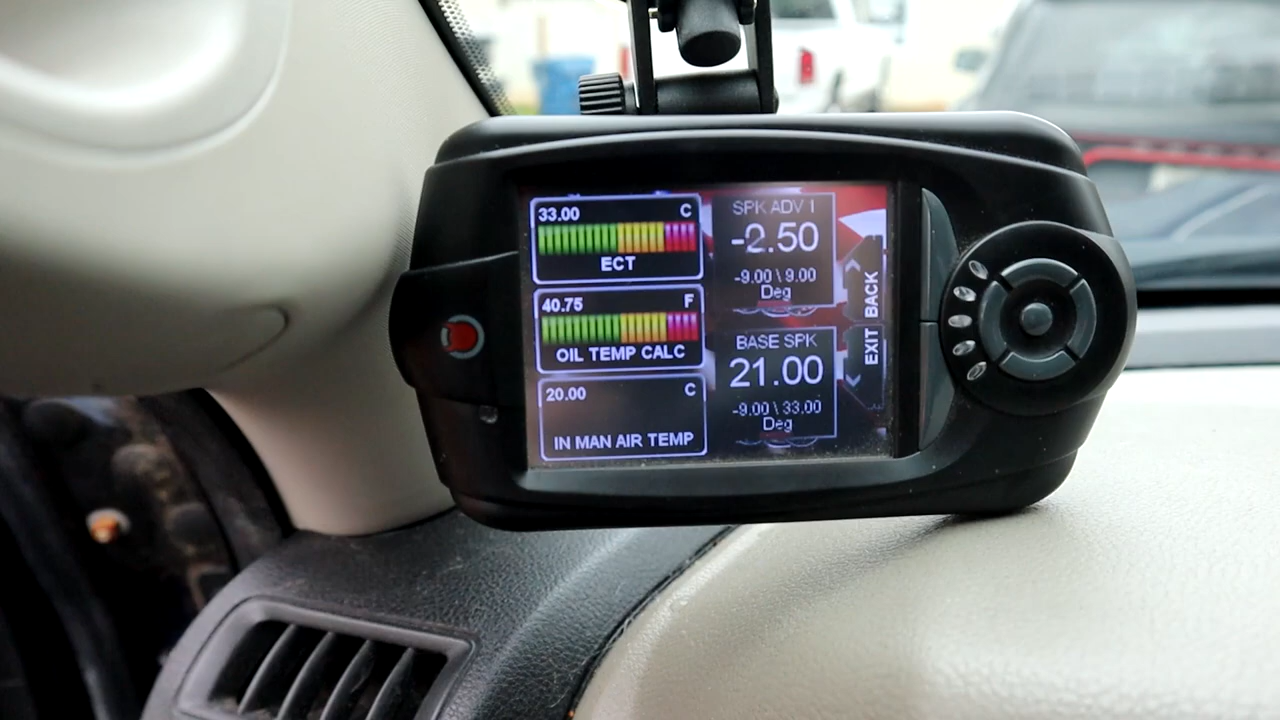 33.00 C
ECT
40.75 F
OIL TEMP CALC
20.00 C
IN MAN AIR TEMP
SPK ADV I
-2.50
-9.00 \ 9.00
Deg
BASE SPK
21.00
-9.00 \ 33.00
Deg
BACK
EXIT